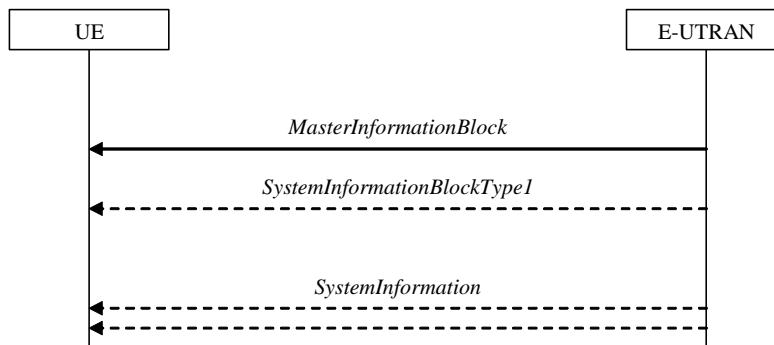 UE
E-UTRAN
MasterInformationBlock
SystemInformationBlockType1
SystemInformation